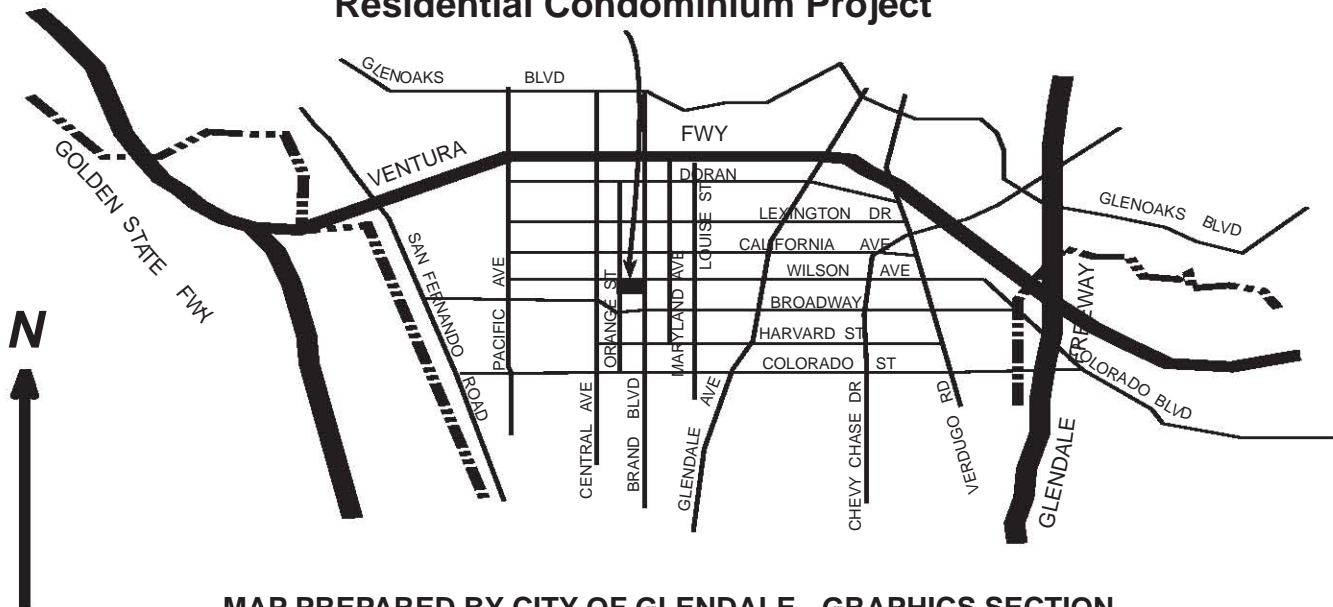 Residential Condominium Project
GLENOAKS BLVD
FWY
VENTURA
DORAN
GOLDEN STATE FWY
LOUISE ST
LEXINGTON DR
GLENOAKS BLVD
CALIFORNIA AVE
WILSON AVE
SAN FERNANDO ROAD
PACIFIC AVE
ORANGE ST
MARYLAND AVE
BROADWAY
HARVARD ST
COLORADO ST
FREEWAY
COLORADO BLVD
N
CENTRAL AVE
BRAND BLVD
GLENDALE AVE
CHEVY CHASE DR
VERDUGO RD
GLENDALE
MAP PREPARED BY CITY OF GLENDALE - GRAPHICS SECTION